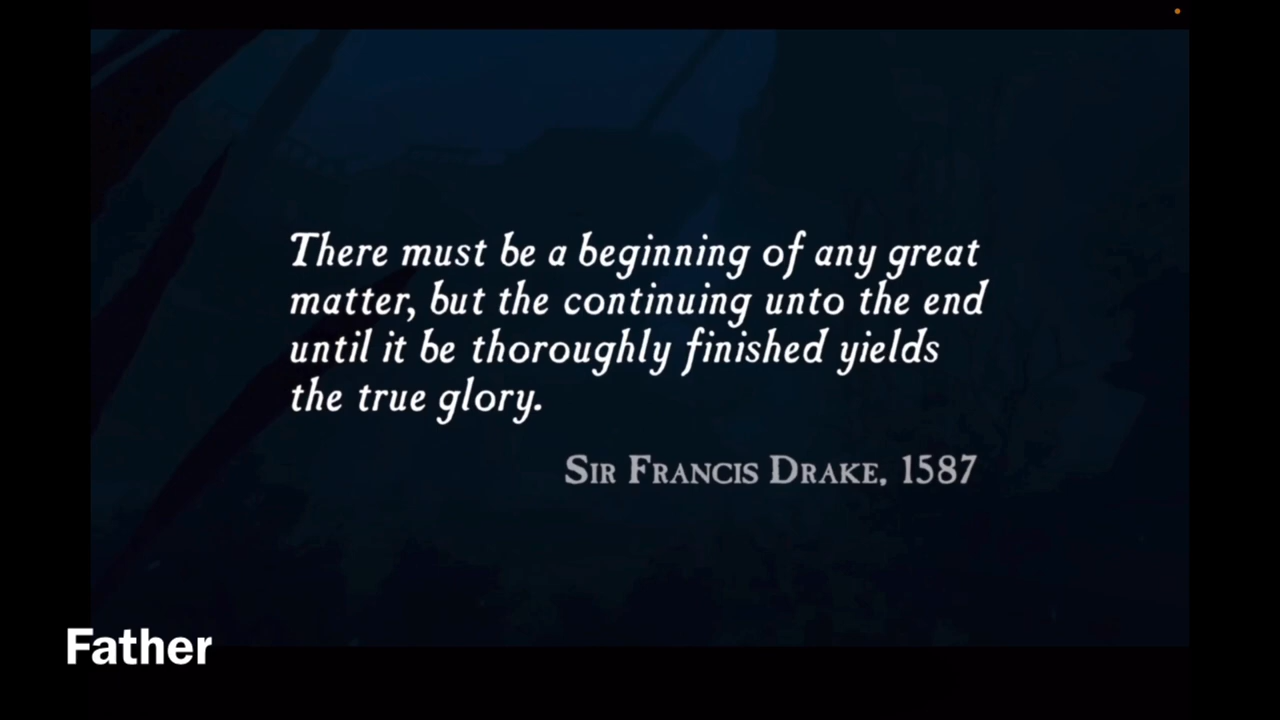 There must be a beginning of any great
matter, but the continuing unto the end
until it be thoroughly finished yields
the true glory.
Sir Francis Drake, 1587
Father